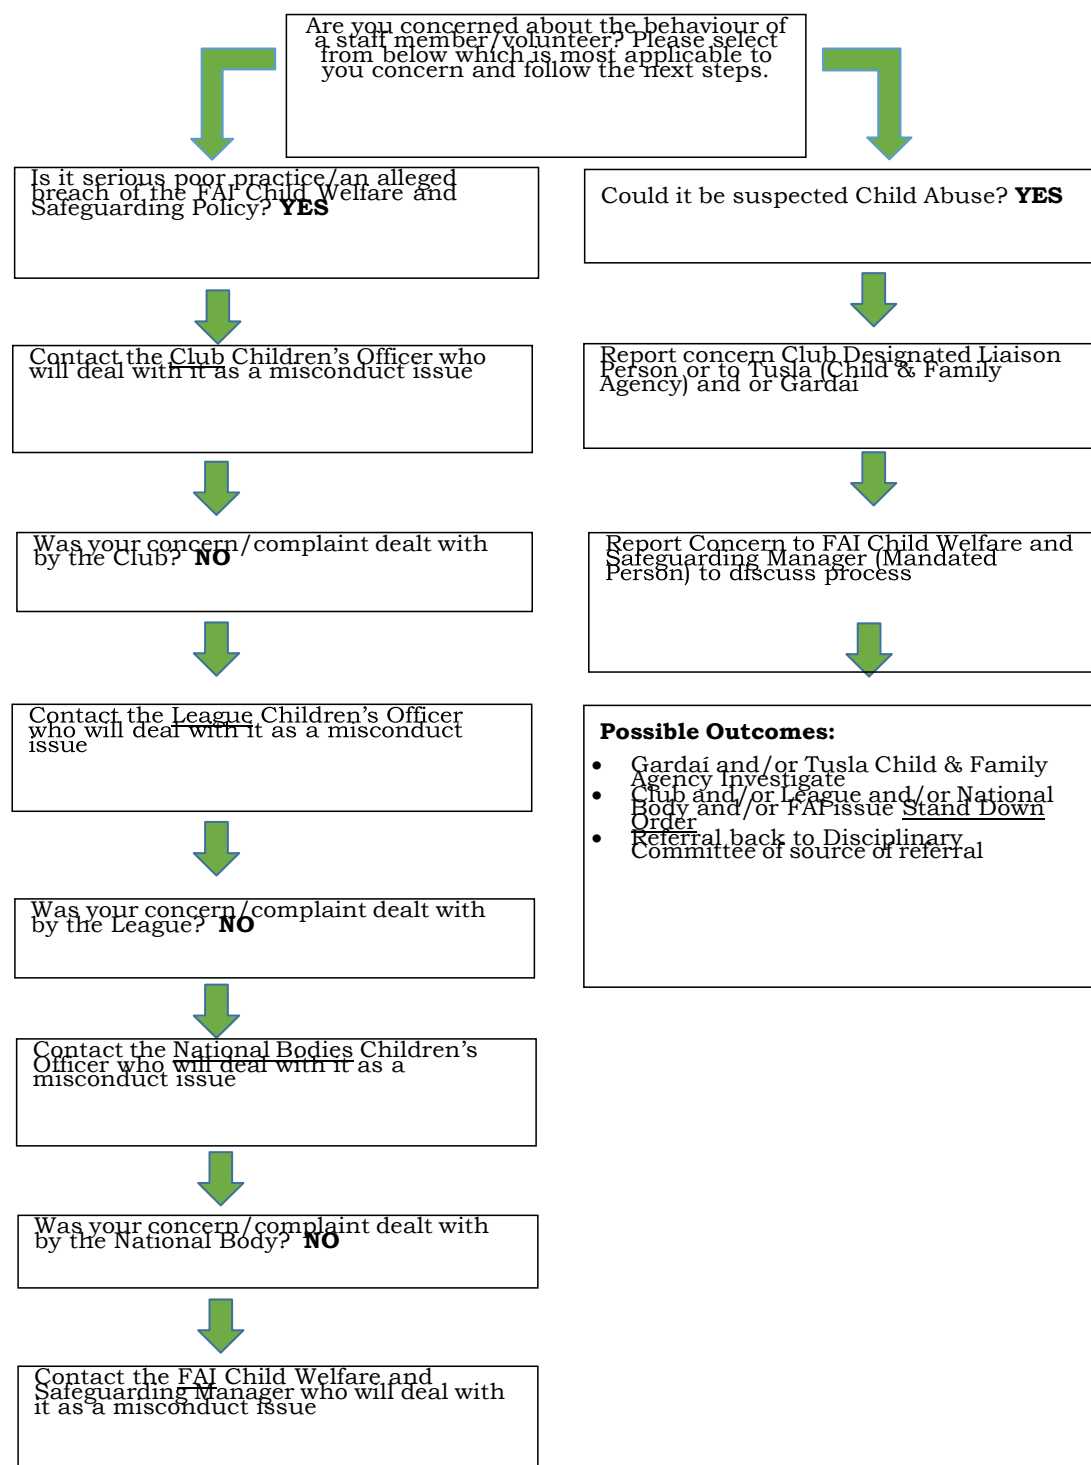 Are you concerned about the behaviour of
a staff member/volunteer? Please select
from below which is most applicable to
you concern and follow the next steps.
Is it serious poor practice/an alleged
breach of the FAI Child Welfare and
Safeguarding Policy? YES
Contact the Club Children's Officer who
will deal with it as a misconduct issue
Was your concern/complaint dealt with
by the Club? NO
Contact the League Children's Officer
who will deal with it as a misconduct
issue
Was your concern/complaint dealt with
by the League? NO
Contact the National Bodies Children's
Officer who will deal with it as a
misconduct issue
Was your concern/complaint dealt with
by the National Body? NO
Contact the FAI Child Welfare and
Safeguarding Manager who will deal with
it as a misconduct issue
Could it be suspected Child Abuse? YES
Report concern Club Designated Liaison
Person or to Tusla (Child & Family
Agency) and or Gardaí
Report Concern to FAI Child Welfare and
Safeguarding Manager (Mandated
Person) to discuss process
Possible Outcomes:
• Gardaí and/or Tusla Child & Family
Agency Investigate
• Club and/or League and/or National
Body and/or FAI issue Stand Down
Order
• Referral back to Disciplinary
Committee of source of referral